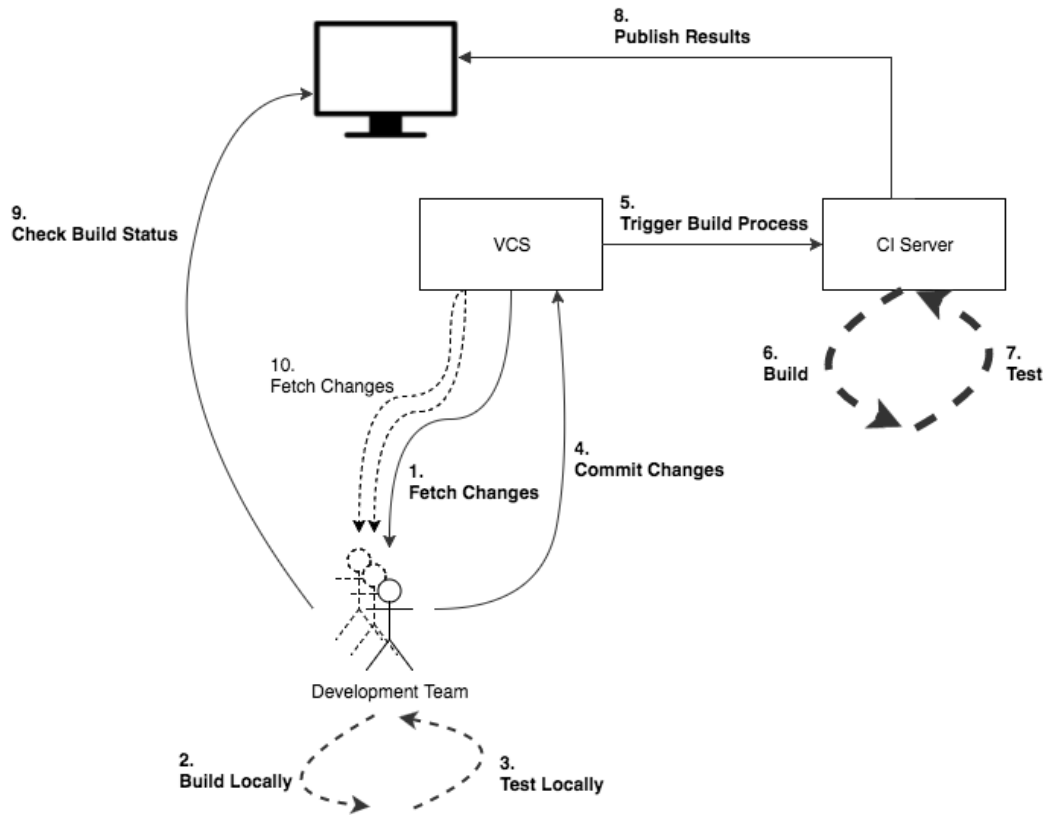 8.
Publish Results
9.
Check Build Status
VCS
5.
Trigger Build Process
CI Server
10.
Fetch Changes
6.
Build
7.
Test
1.
Fetch Changes
4.
Commit Changes
Development Team
2.
Build Locally
3.
Test Locally